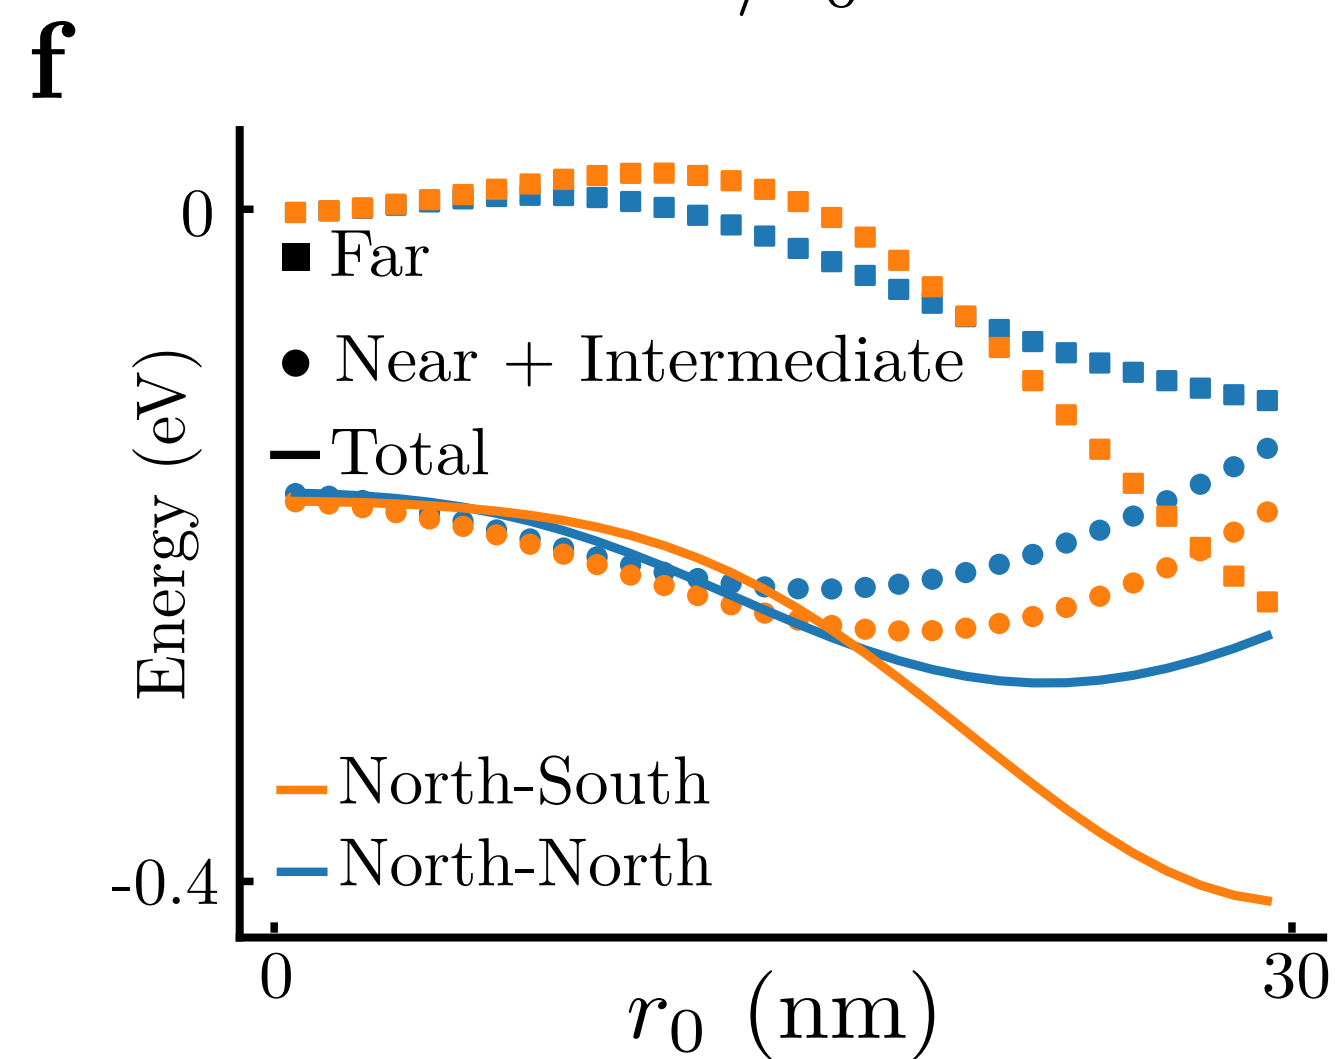 f
0
Far
Near + Intermediate
Total
Energy (eV)
North-South
North-North
-0.4
0
30
r₀ (nm)